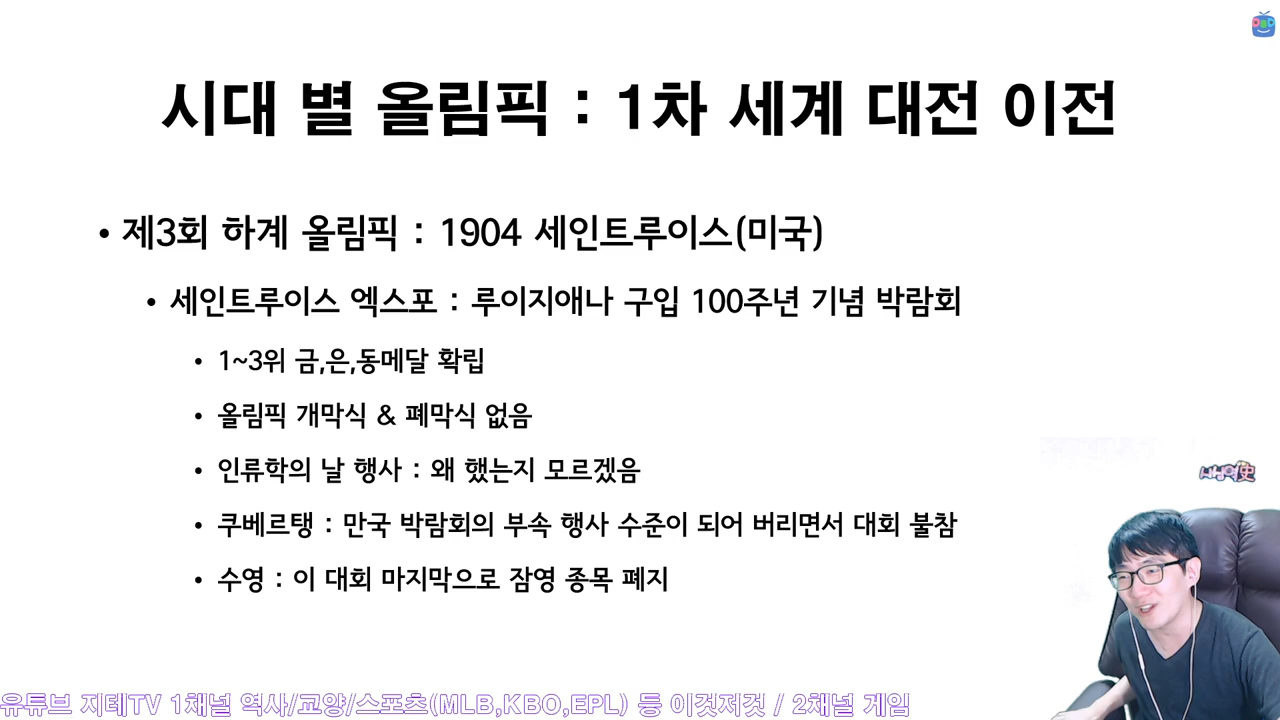 시대 별 올림픽 : 1차 세계 대전 이전
• 제3회 하계 올림픽 : 1904 세인트루이스(미국)
• 세인트루이스 엑스포 : 루이지애나 구입 100주년 기념 박람회
• 1~3위 금,은,동메달 확립
• 올림픽 개막식 & 폐막식 없음
• 인류학의 날 행사 : 왜 했는지 모르겠음
• 쿠베르탱 : 만국 박람회의 부속 행사 수준이 되어 버리면서 대회 불참
• 수영 : 이 대회 마지막으로 잠영 종목 폐지
유튜브 지테TV 1채널 역사/교양/스포츠(MLB,KBO,EPL) 등 이것저것 / 2채널 게임